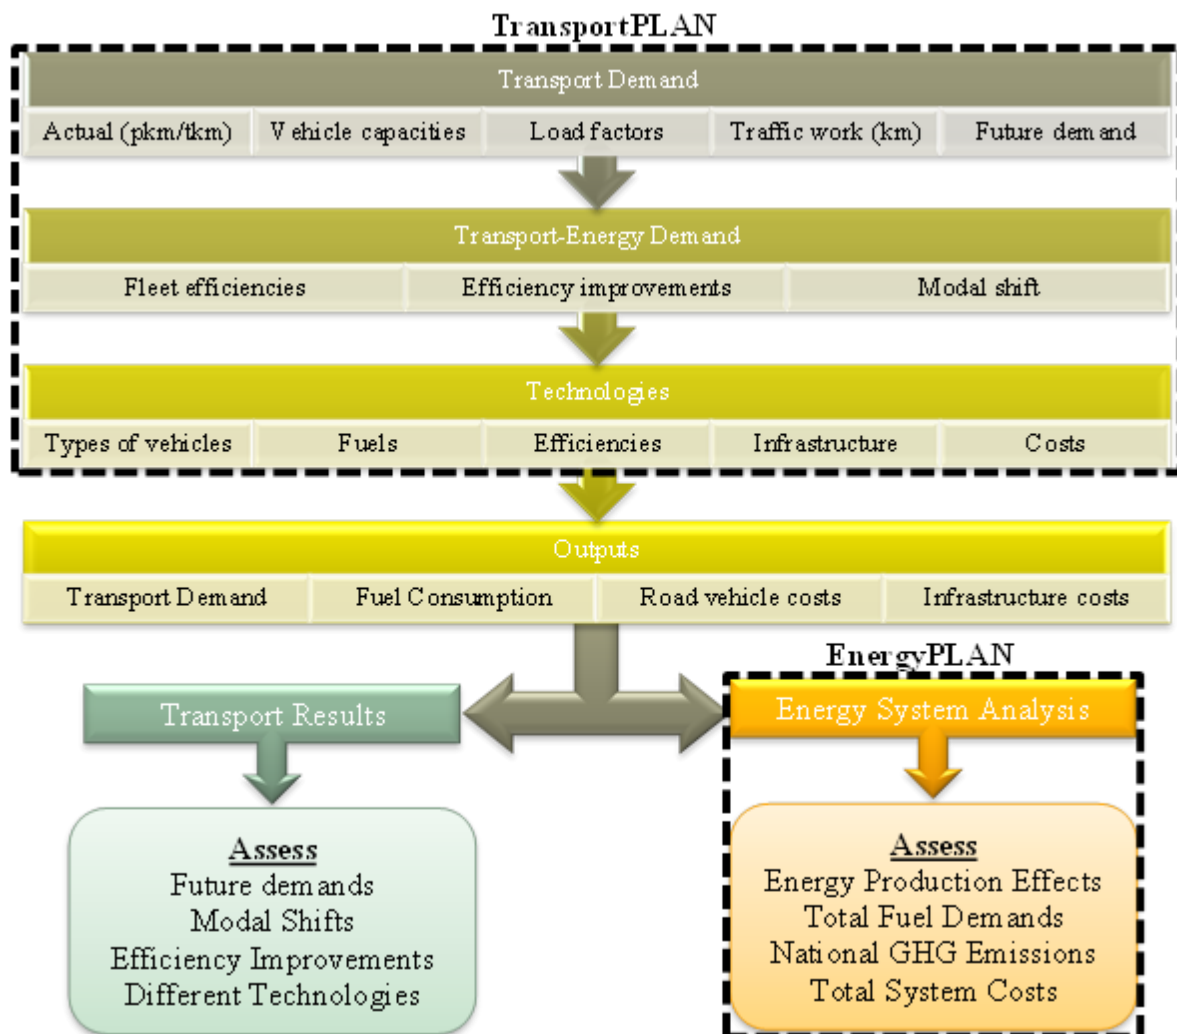 TransportPLAN
Transport Demand
Actual (pkm/tkm) Vehicle capacities Load factors Traffic work (km) Future demand
Transport-Energy Demand
Fleet efficiencies Efficiency improvements Modal shift
Technologies
Types of vehicles Fuels Efficiencies Infrastructure Costs
Outputs
Transport Demand Fuel Consumption Road vehicle costs Infrastructure costs
Transport Results
Assess
Future demands
Modal Shifts
Efficiency Improvements
Different Technologies
EnergyPLAN
Energy System Analysis
Assess
Energy Production Effects
Total Fuel Demands
National GHG Emissions
Total System Costs